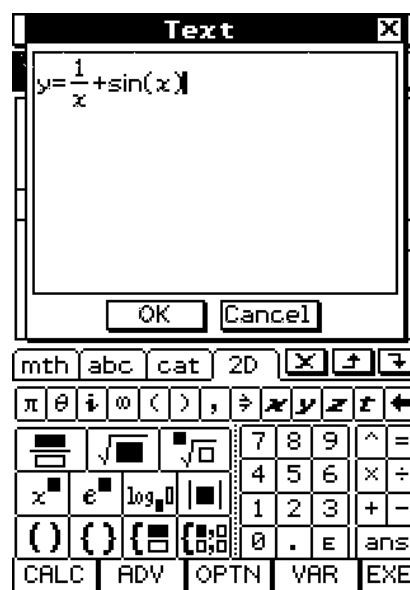 Text X
y=1/x+sin(x)
OK Cancel
mth abc cat 2D
π θ i ∞ ( ) , ⇒ x y z t ←
√■ ■√□ 7 8 9 ^ =
x■ e■ log■□ |■| 4 5 6 × ÷
1 2 3 + −
( ) { } {■ {■ 0 . E ans
CALC ADV OPTN VAR EXE